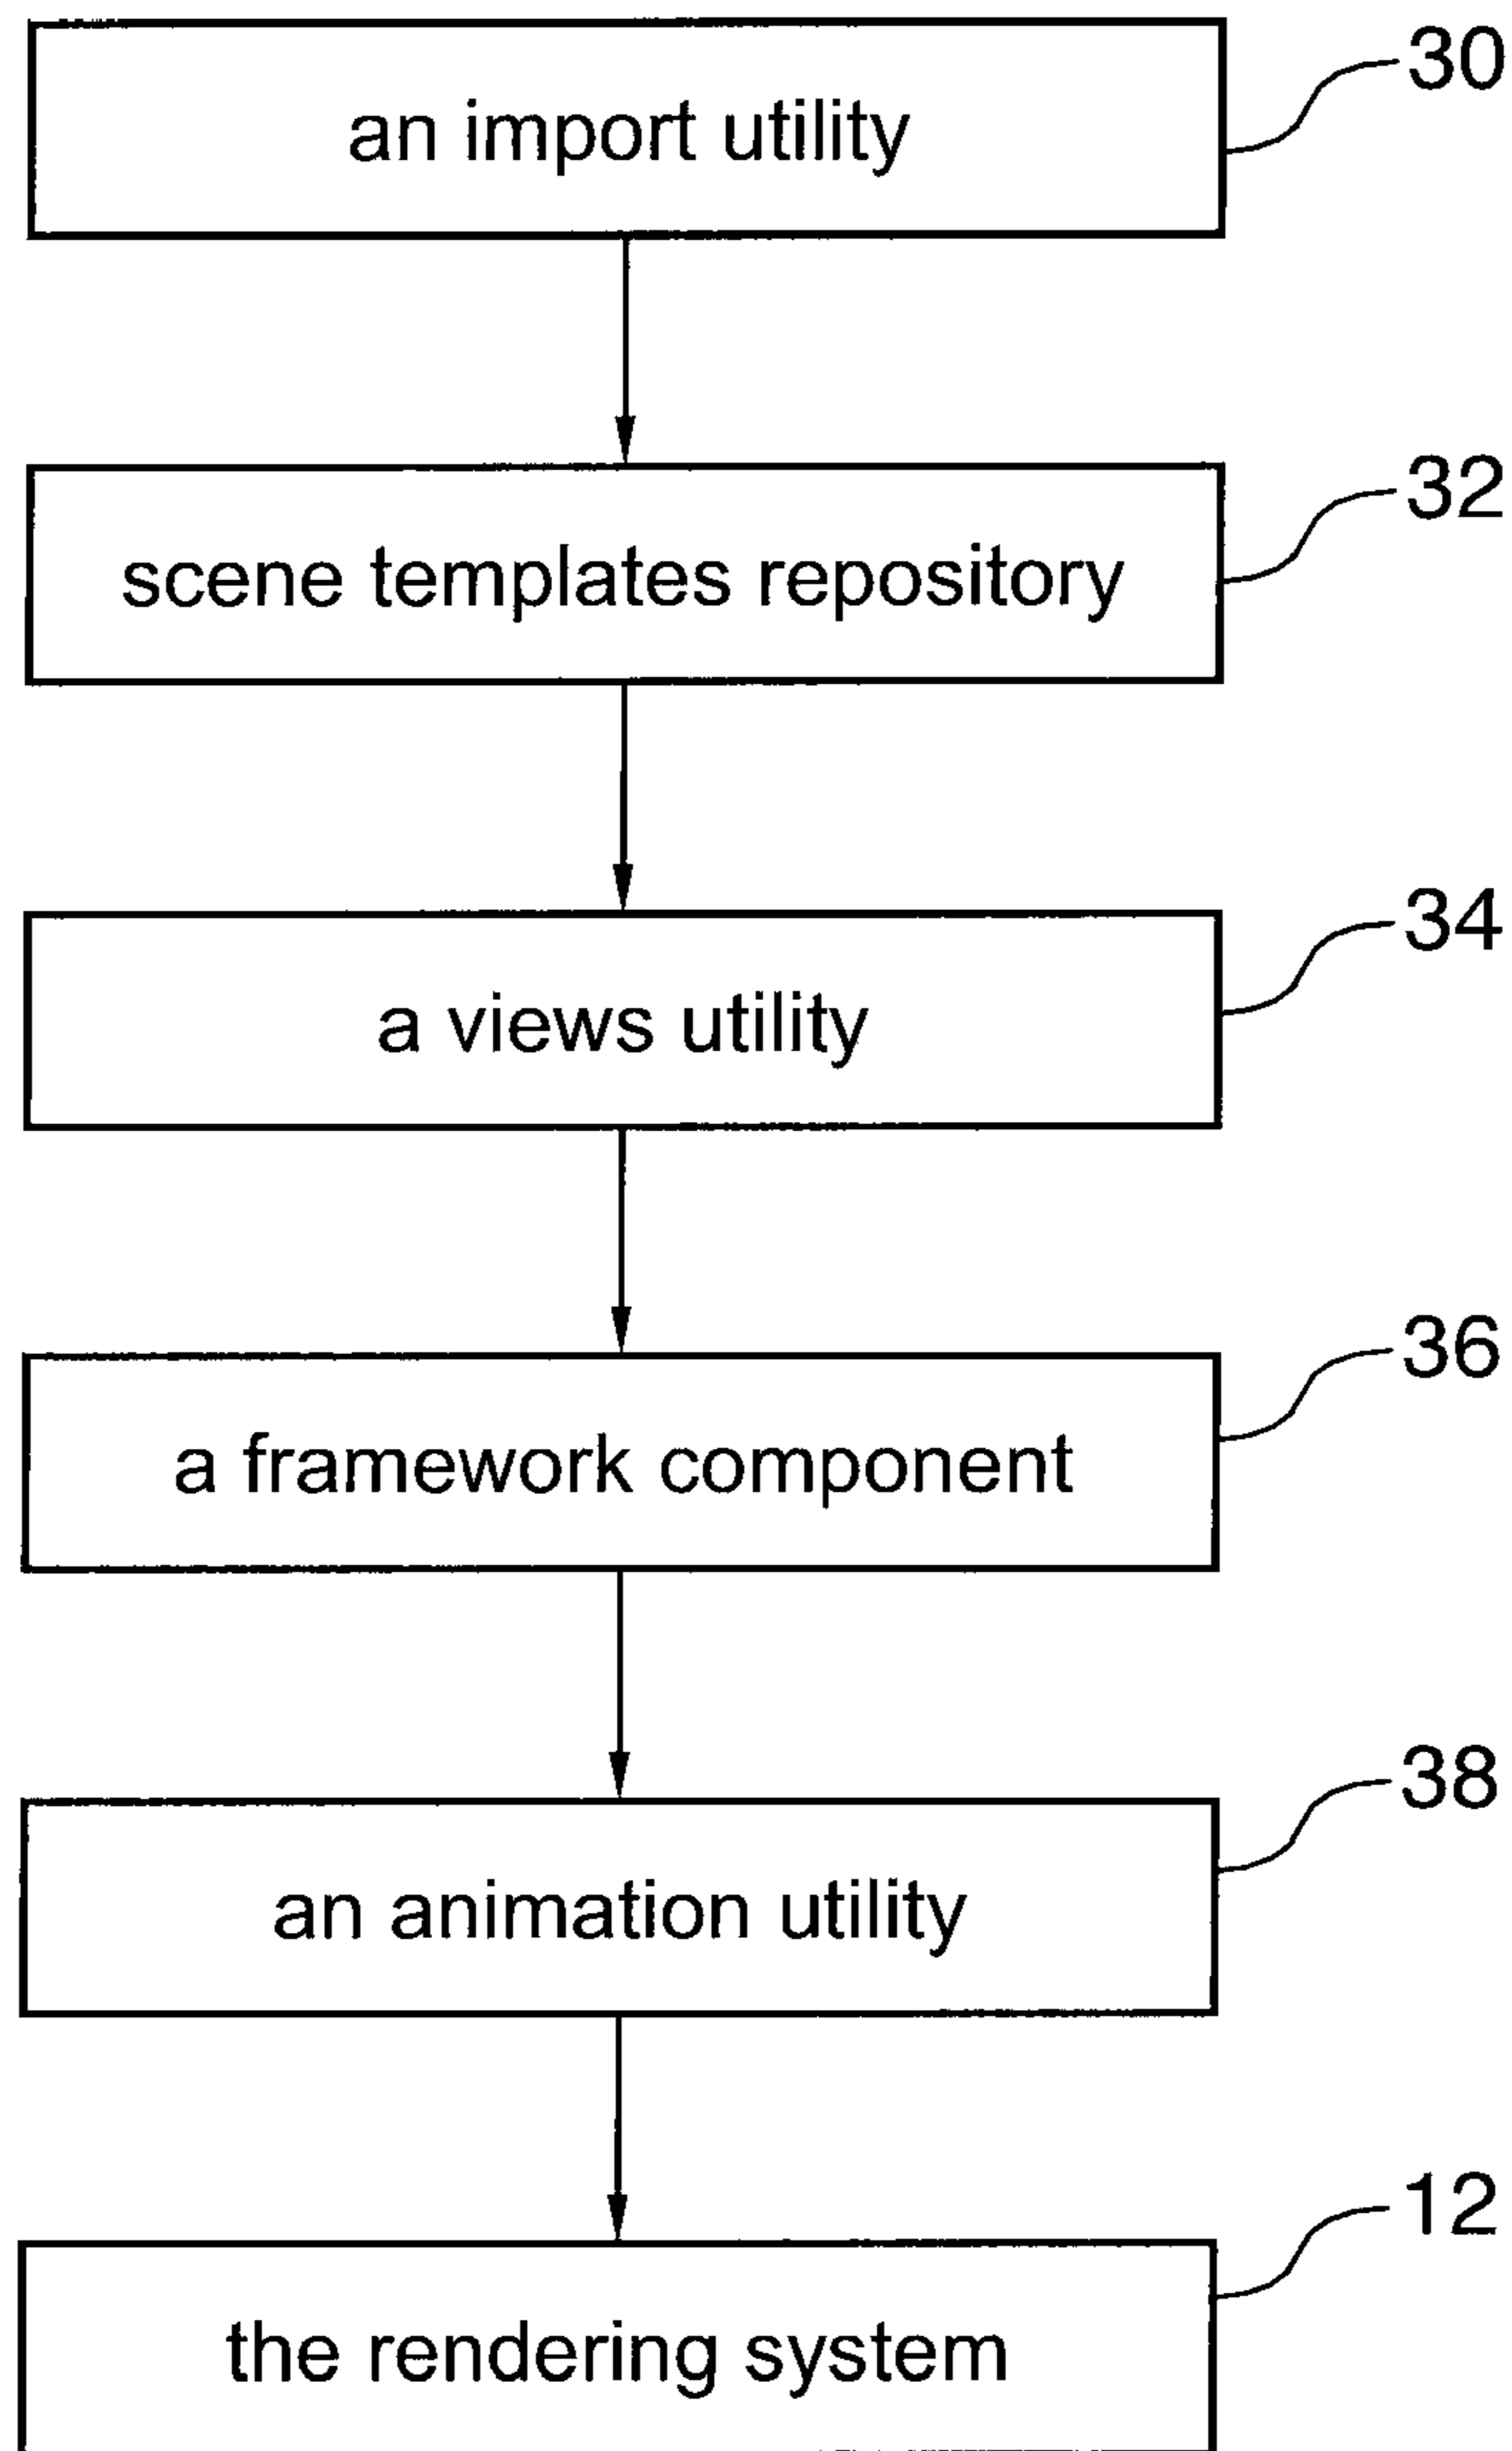 30
an import utility
32
scene templates repository
34
a views utility
36
a framework component
38
an animation utility
12
the rendering system